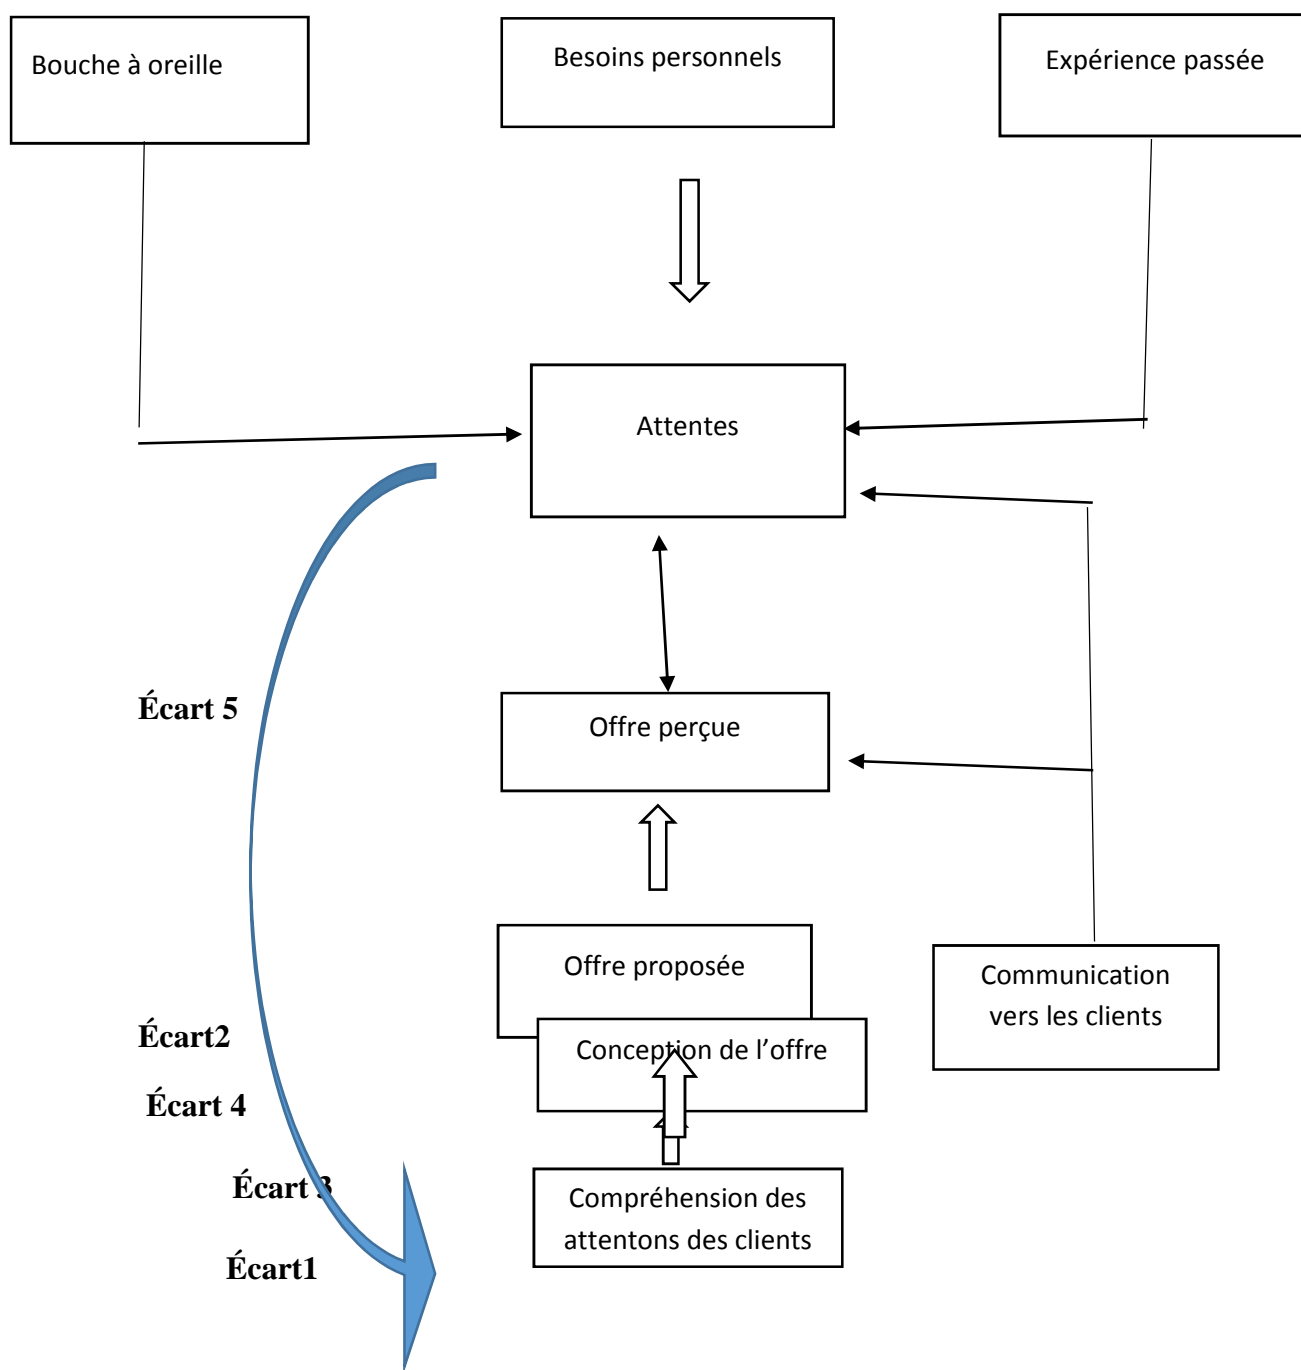 Bouche à oreille
Besoins personnels
Expérience passée
Attentes
Écart 5
Offre perçue
Offre proposée
Communication
vers les clients
Écart2
Conception de l’offre
Écart 4
Écart 3
Compréhension des
attentons des clients
Écart1